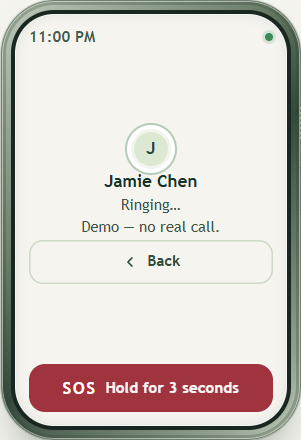 11:00 PM
J
Jamie Chen
Ringing...
Demo — no real call.
Back
SOS Hold for 3 seconds